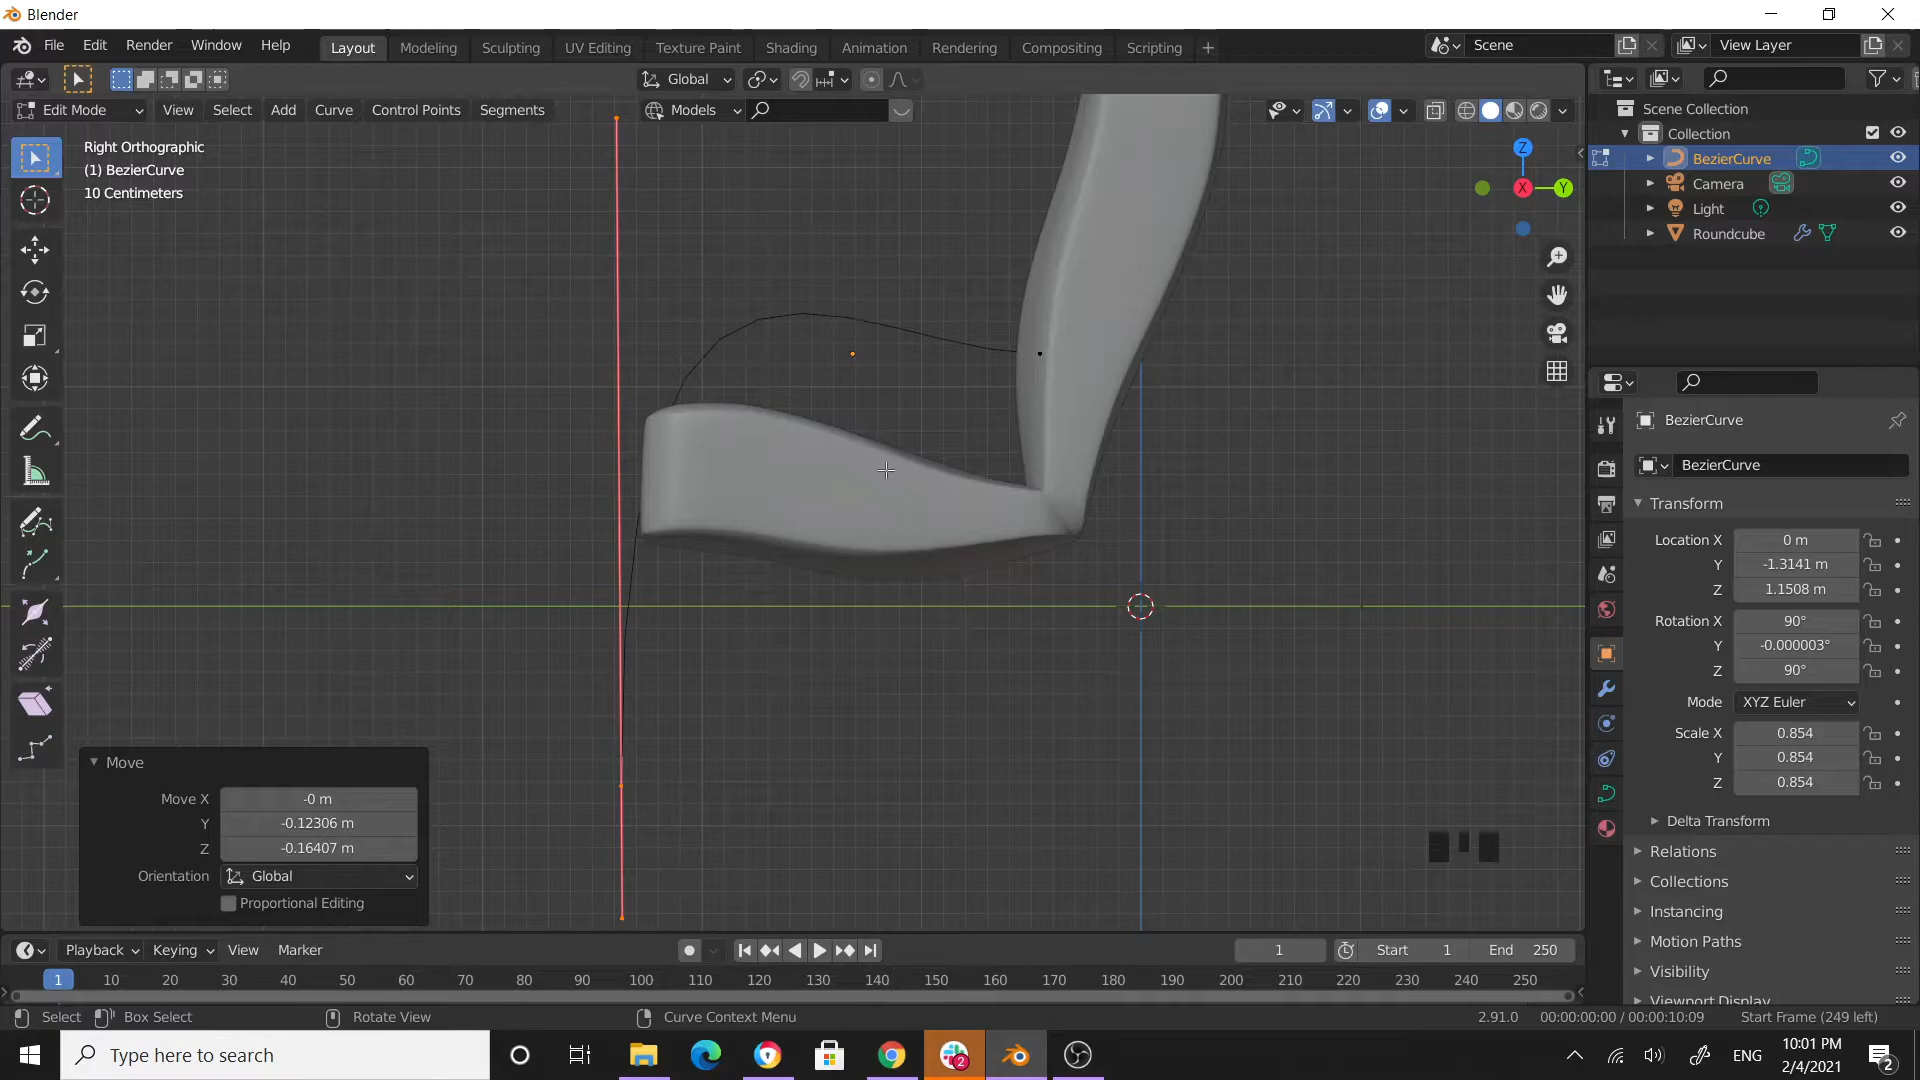 Blender
File Edit Render Window Help Layout Modeling Sculpting UV Editing Texture Paint Shading Animation Rendering Compositing Scripting + Scene View Layer
Global
Edit Mode View Select Add Curve Control Points Segments Models
Right Orthographic
(1) BezierCurve
10 Centimeters
Z
X
Y
Scene Collection
Collection
BezierCurve
Camera
Light
Roundcube
BezierCurve
BezierCurve
Transform
Location X 0 m
Y -1.3141 m
Z 1.1508 m
Rotation X 90°
Y -0.000003°
Z 90°
Mode XYZ Euler
Scale X 0.854
Y 0.854
Z 0.854
Delta Transform
Relations
Collections
Instancing
Motion Paths
Visibility
Viewport Display
Move
Move X -0 m
Y -0.12306 m
Z -0.16407 m
Orientation Global
Proportional Editing
Playback Keying View Marker 1 Start 1 End 250
1 10 20 30 40 50 60 70 80 90 100 110 120 130 140 150 160 170 180 190 200 210 220 230 240 250
Select Box Select Rotate View Curve Context Menu 2.91.0 00:00:00:00 / 00:00:10:09 Start Frame (249 left)
Type here to search 2 ENG 10:01 PM
2/4/2021 2